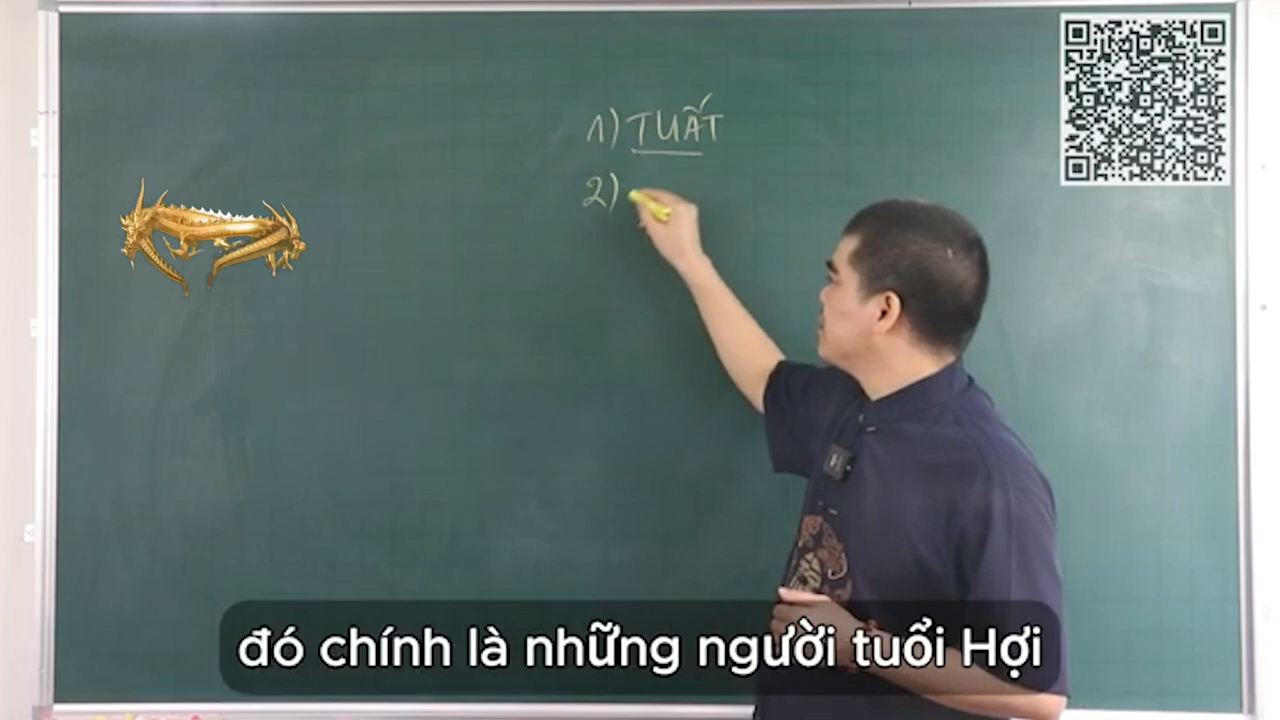 1) TUẤT
2)
đó chính là những người tuổi Hợi